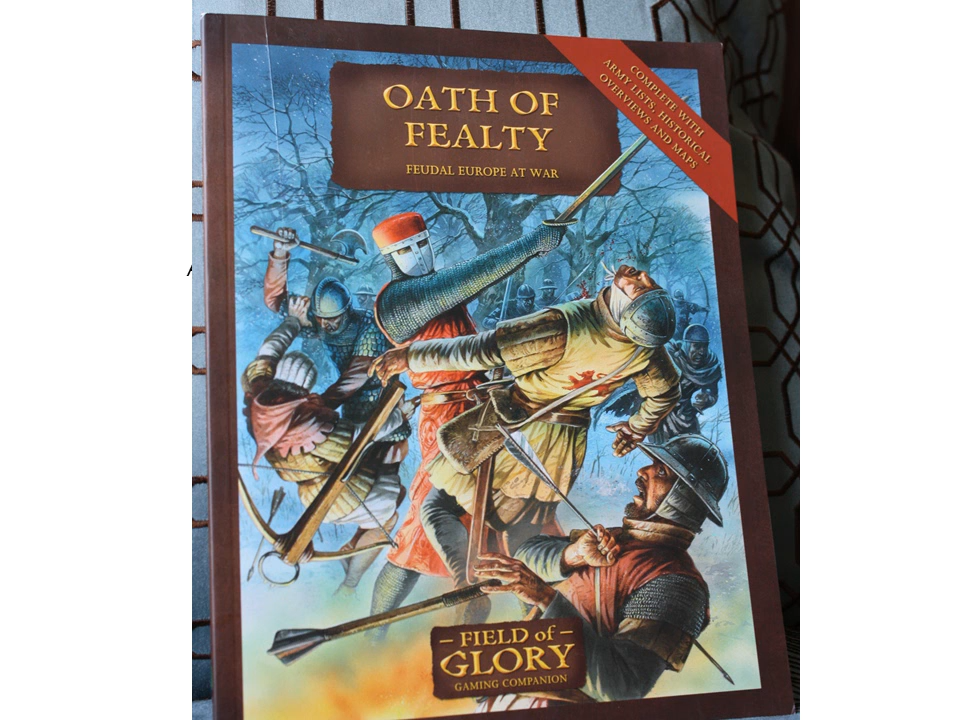 OATH OF
FEALTY
FEUDAL EUROPE AT WAR
COMPLETE WITH
ARMY LISTS, HISTORICAL
OVERVIEWS AND MAPS
– FIELD of –
GLORY
GAMING COMPANION